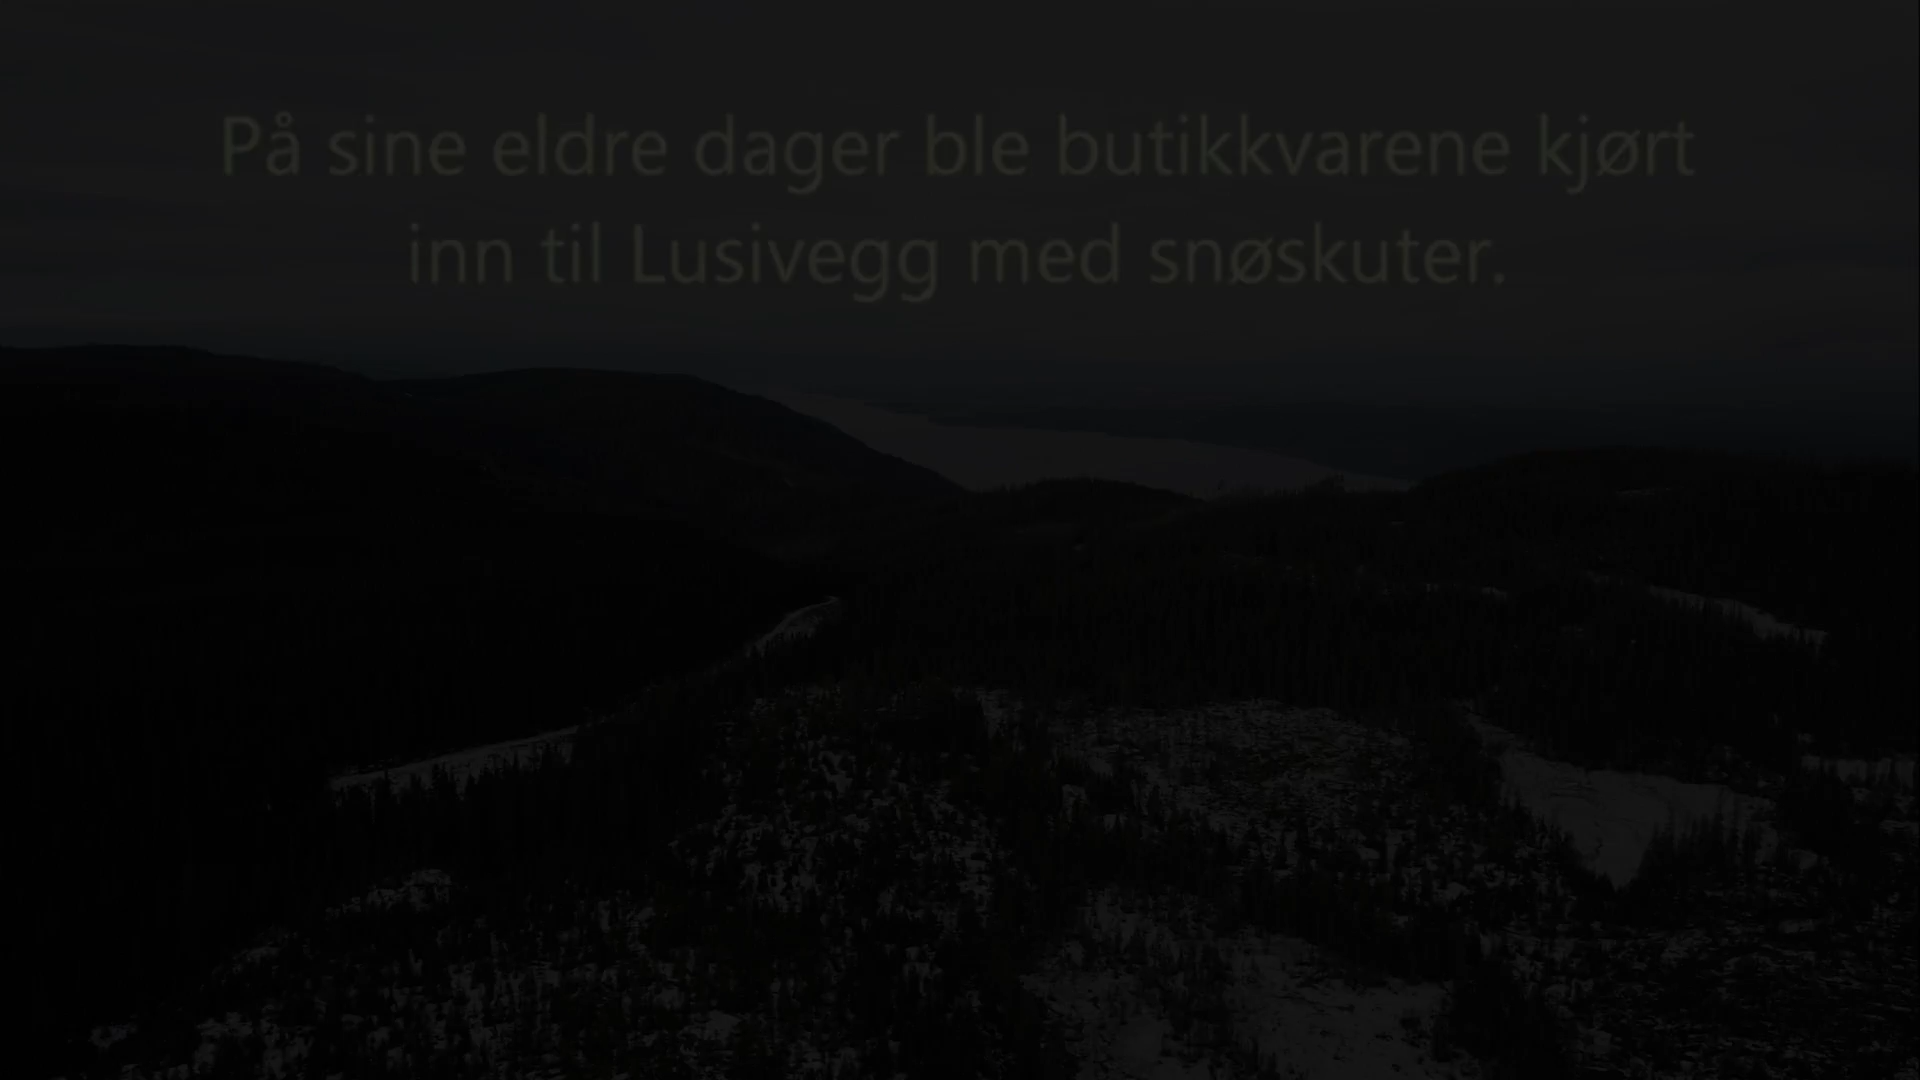 På sine eldre dager ble butikkvarene kjørt
inn til Lusivegg med snøskuter.